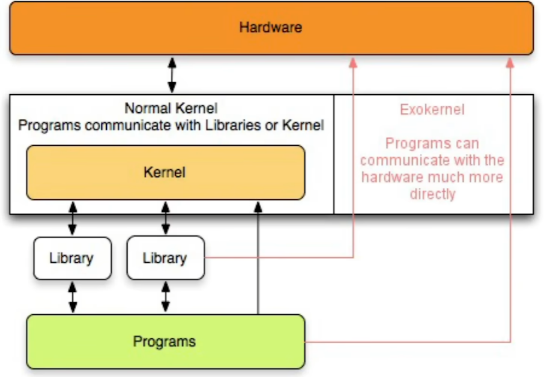 Hardware
Normal Kernel
Programs communicate with Libraries or Kernel
Kernel
Exokernel
Programs can
communicate with the
hardware much more
directly
Library
Library
Programs